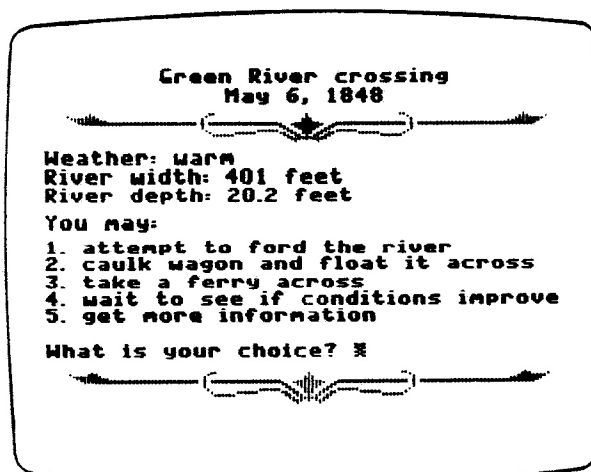 Green River crossing
May 6, 1848
Weather: warm
River width: 401 feet
River depth: 20.2 feet
You may:
1. attempt to ford the river
2. caulk wagon and float it across
3. take a ferry across
4. wait to see if conditions improve
5. get more information
What is your choice?